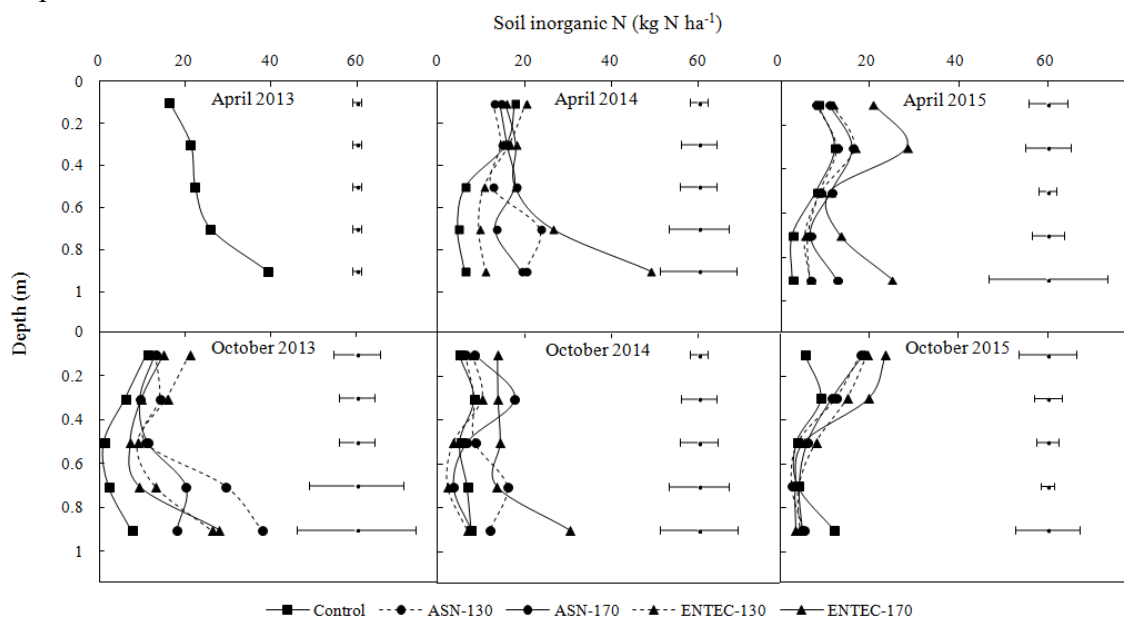 Soil inorganic N (kg N ha-1)
0 20 40 60 0 20 40 60 0 20 40 60
0
April 2013 April 2014 April 2015
0.2
0.4
0.6
0.8
1
Depth (m)
0
October 2013 October 2014 October 2015
0.2
0.4
0.6
0.8
1
Control ASN-130 ASN-170 ENTEC-130 ENTEC-170